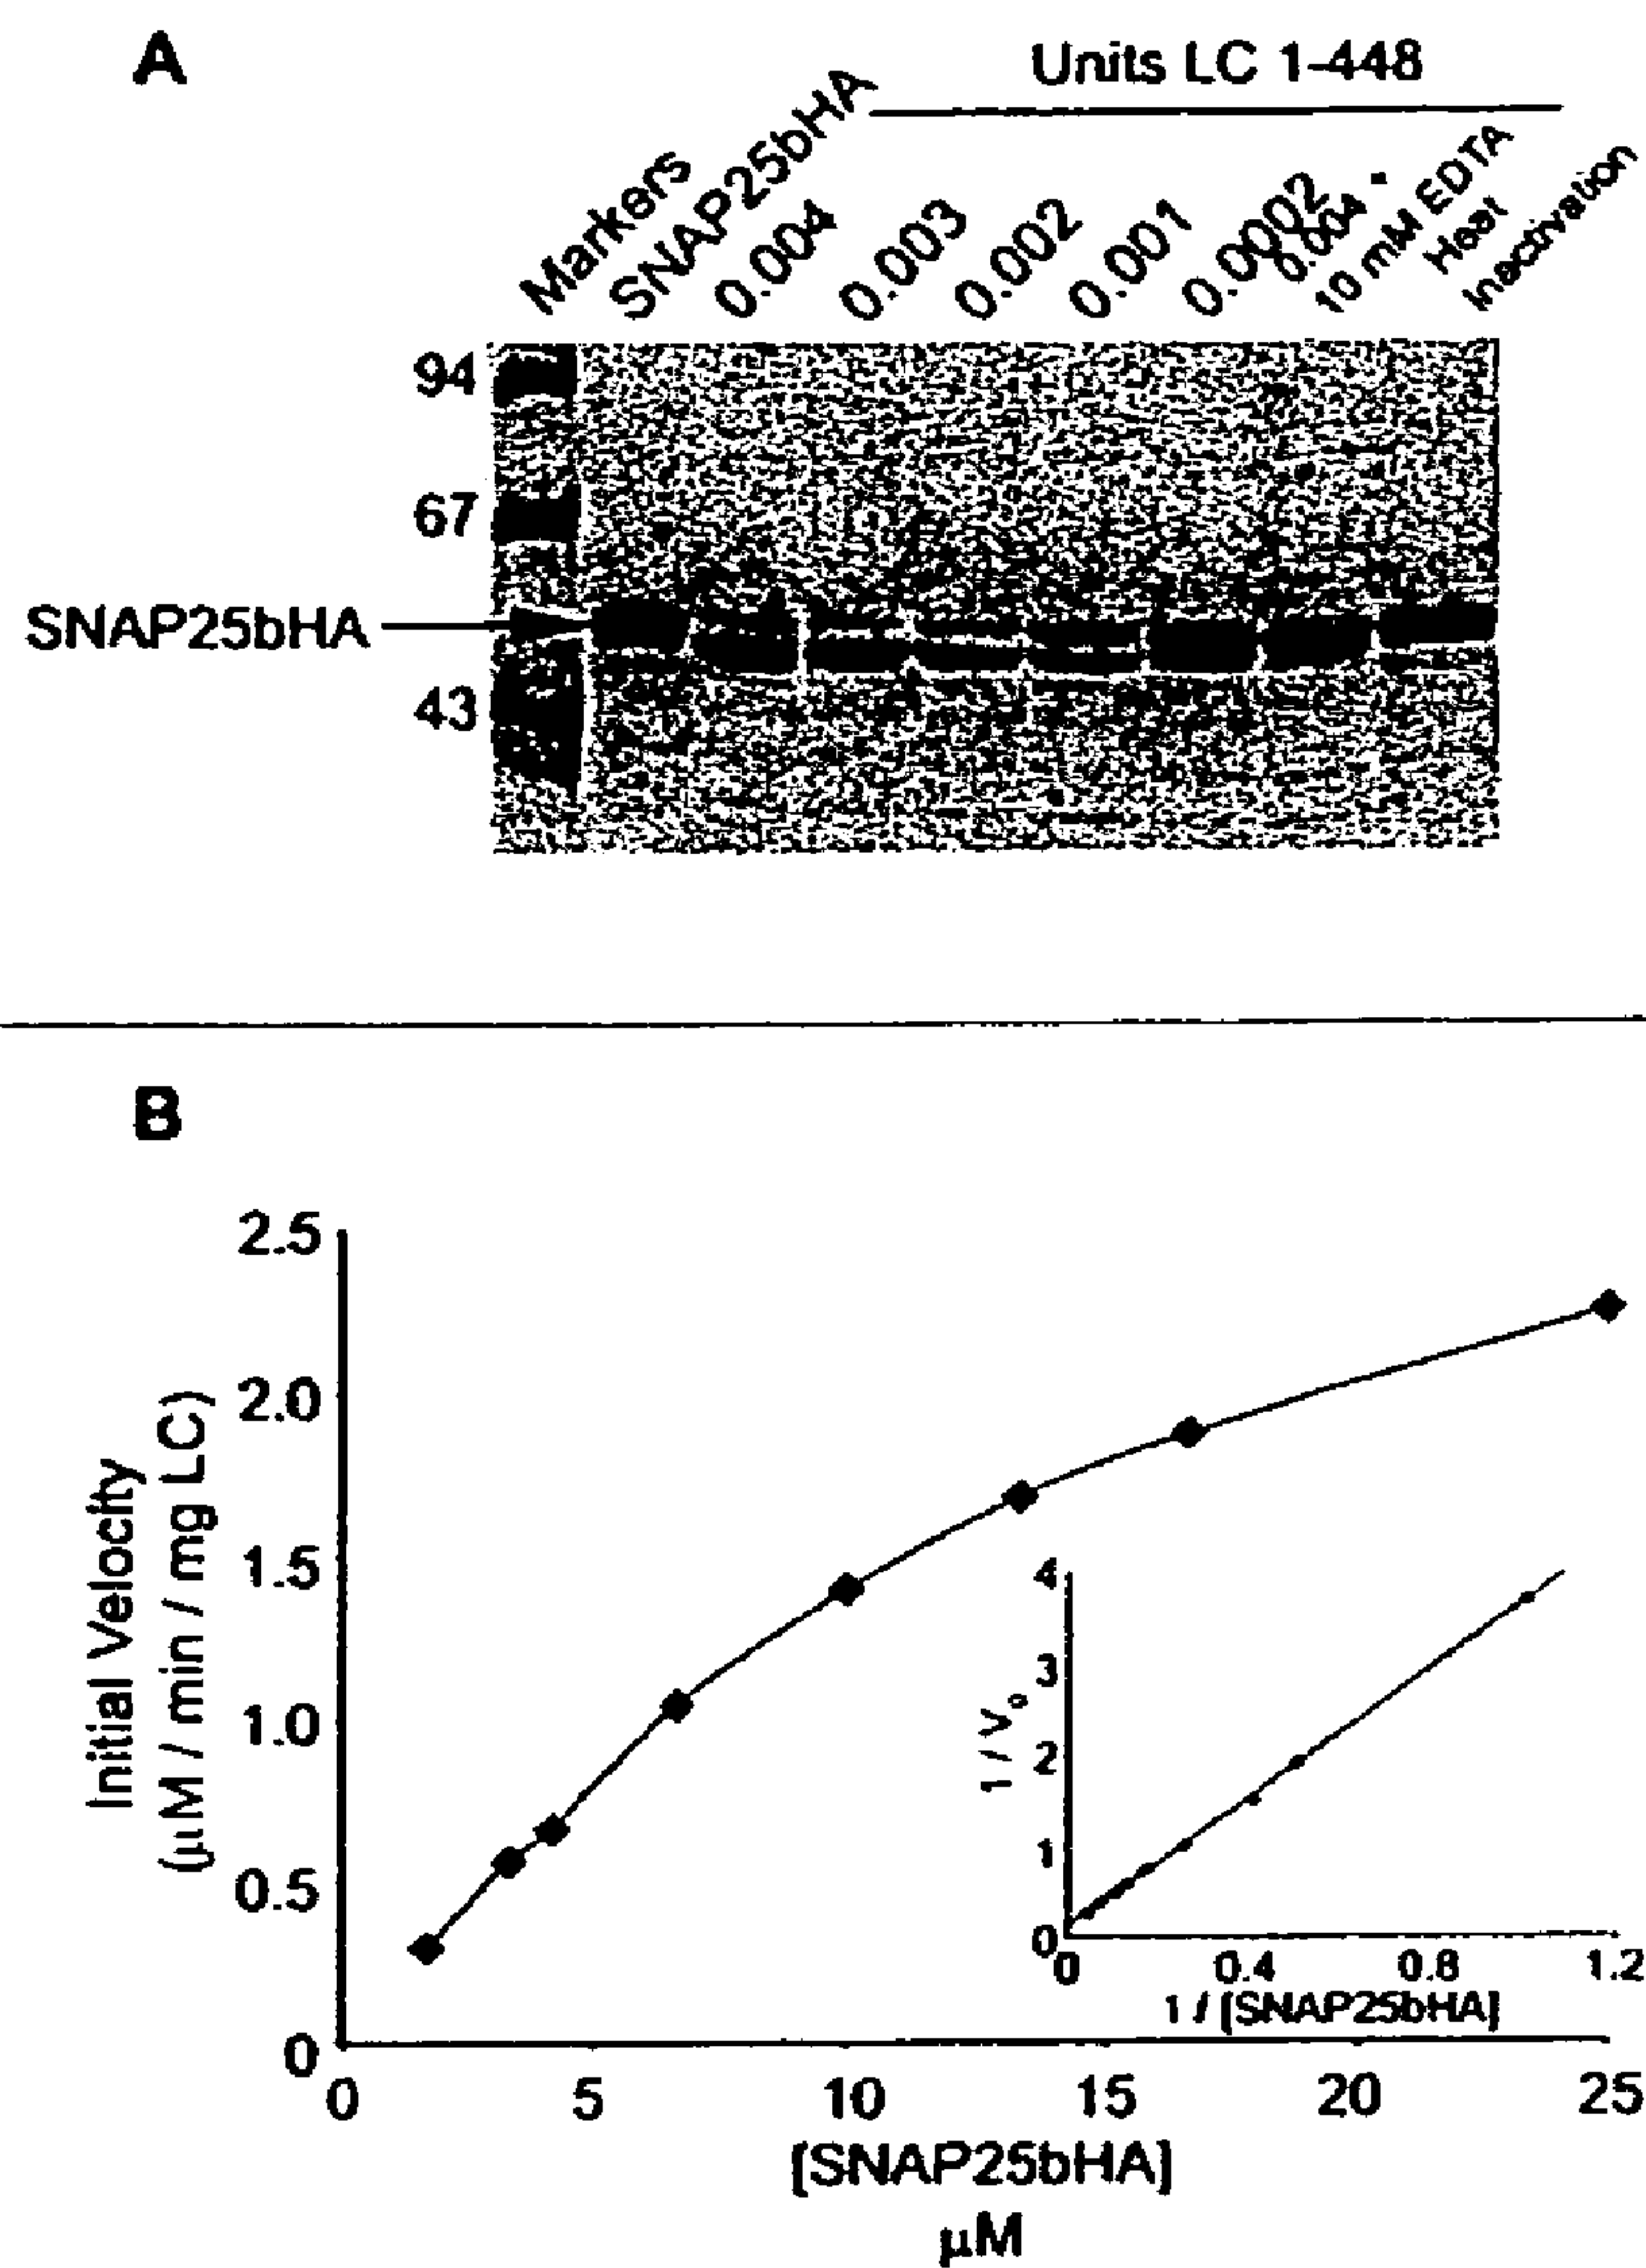 A
Units LC 1-448
Markers
SNAP25bHA
0.004
0.003
0.002
0.001
0.0002
0.004 -
10 mM EDTA
Heat
Inactivation
94
67
SNAP25bHA
43
B
Initial Velocity
(µM / min / mg LC)
2.5
2.0
1.5
1.0
0.5
0
0
5
10
15
20
25
[SNAP25bHA]
µM
1 / Vo
4
3
2
1
0
0
0.4
0.8
1.2
1 / [SNAP25bHA]